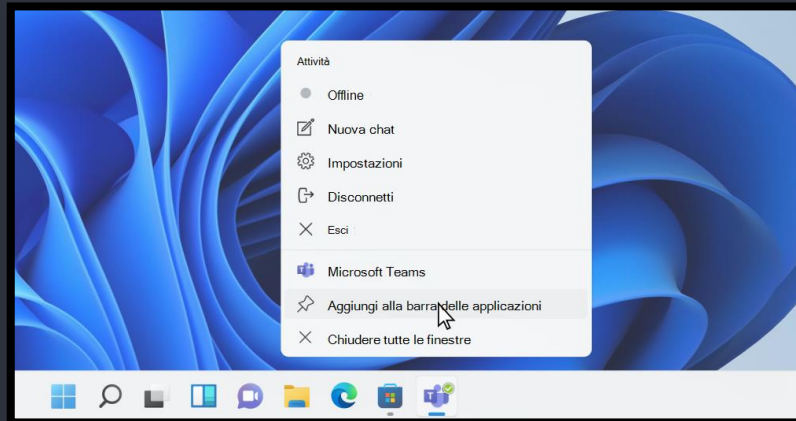 Attività
Offline
Nuova chat
Impostazioni
Disconnetti
Esci
Microsoft Teams
Aggiungi alla barra delle applicazioni
Chiudere tutte le finestre